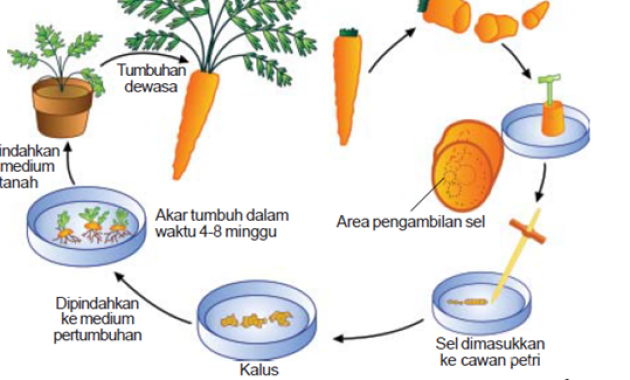 Tumbuhan
dewasa
indahkan
medium
tanah
Akar tumbuh dalam
waktu 4-8 minggu
Area pengambilan sel
Dipindahkan
ke medium
pertumbuhan
Kalus
Sel dimasukkan
ke cawan petri